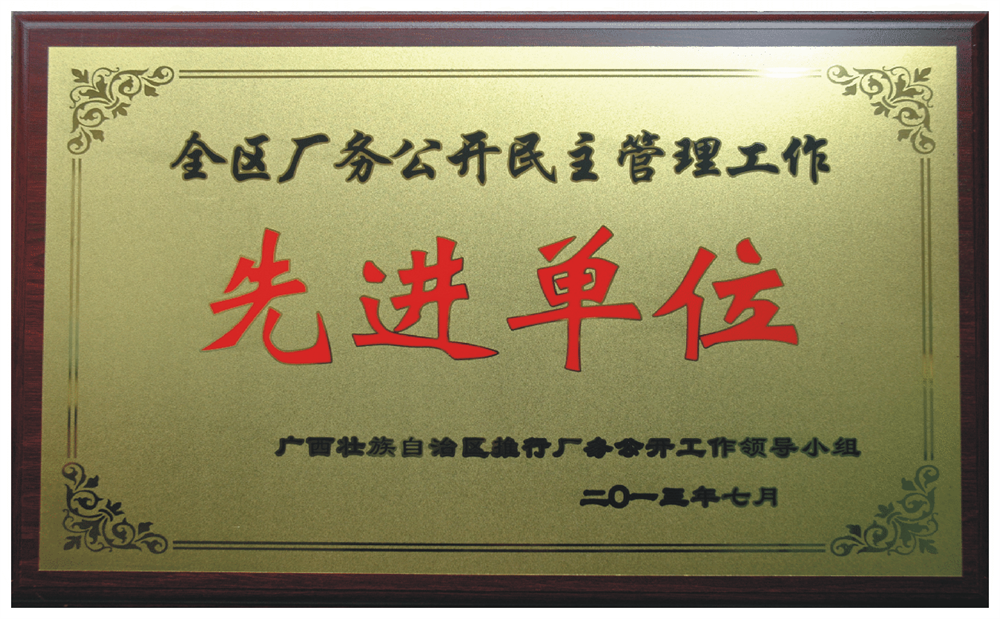 全区厂务公开民主管理工作
先进单位
广西壮族自治区推行厂务公开工作领导小组
二〇一三年七月